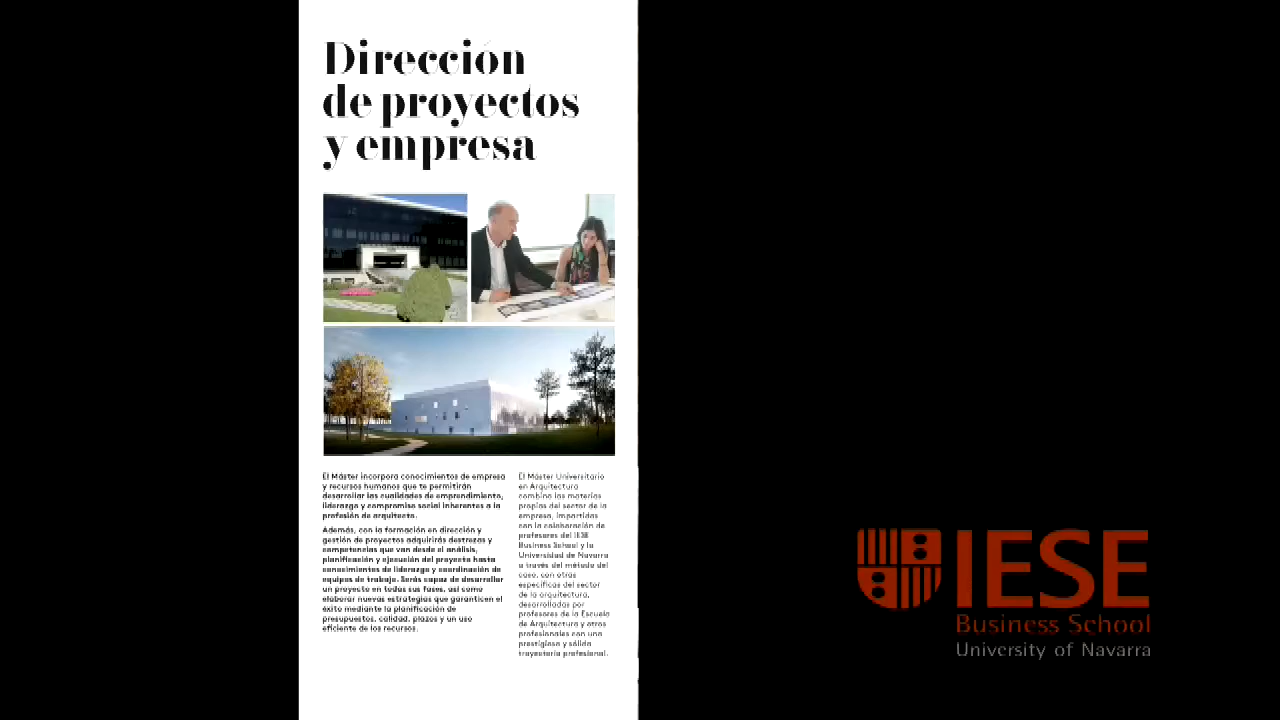 Dirección
de proyectos
y empresa
El Máster incorpora conocimientos de empresa
y recursos humanos que te permitirán
desarrollar las cualidades de emprendimiento,
liderazgo y compromiso social inherentes a la
profesión de arquitecto.
Además, con la formación en dirección y
gestión de proyectos adquirirás destrezas y
competencias que van desde el análisis,
planificación y ejecución del proyecto hasta
conocimientos de liderazgo y coordinación de
equipos de trabajo. Serás capaz de desarrollar
un proyecto en todas sus fases, así como
elaborar nuevas estrategias que garanticen el
éxito mediante la planificación de
presupuestos, calidad, plazos y un uso
eficiente de los recursos.
El Máster Universitario
en Arquitectura
combina las materias
propias del sector de la
empresa, impartidas
con la colaboración de
profesores del IESE
Business School y la
Universidad de Navarra
a través del método del
caso, con otras
específicas del sector
de la arquitectura,
desarrolladas por
profesores de la Escuela
de Arquitectura y otros
profesionales con una
prestigiosa y sólida
trayectoria profesional.
IESE
Business School
University of Navarra